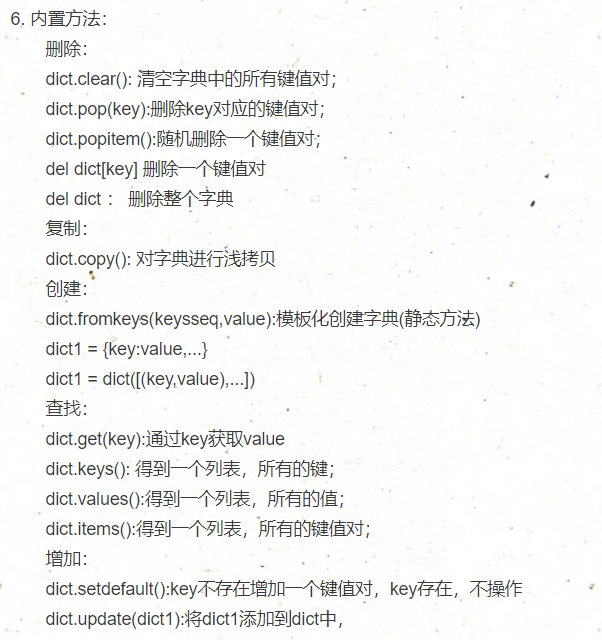 6. 内置方法：
删除：
dict.clear(): 清空字典中的所有键值对；
dict.pop(key):删除key对应的键值对；
dict.popitem():随机删除一个键值对；
del dict[key] 删除一个键值对
del dict ： 删除整个字典
复制：
dict.copy(): 对字典进行浅拷贝
创建：
dict.fromkeys(keysseq,value):模板化创建字典(静态方法)
dict1 = {key:value,...}
dict1 = dict([(key,value),...])
查找：
dict.get(key):通过key获取value
dict.keys(): 得到一个列表，所有的键；
dict.values():得到一个列表，所有的值；
dict.items():得到一个列表，所有的键值对；
增加：
dict.setdefault():key不存在增加一个键值对，key存在，不操作
dict.update(dict1):将dict1添加到dict中，